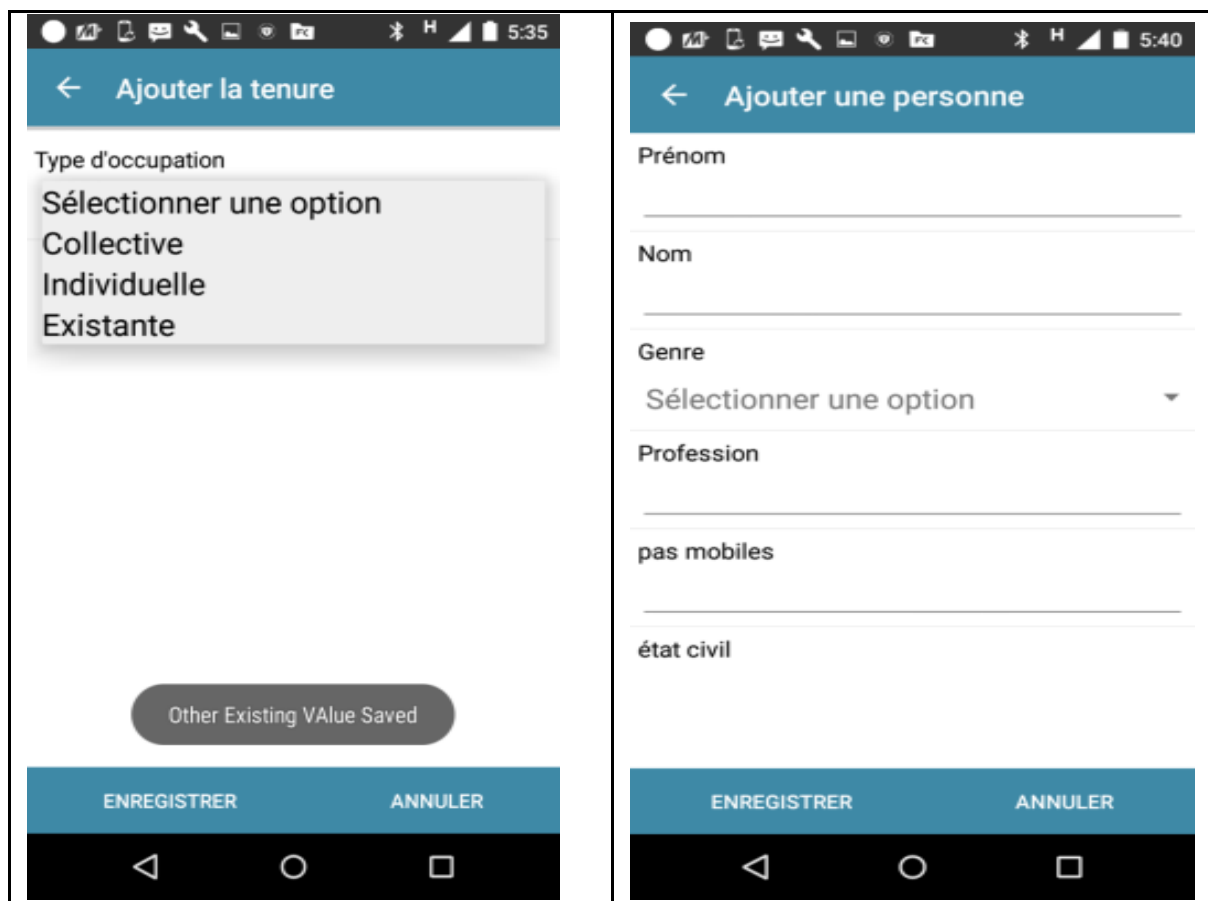 H 5:35
Ajouter la tenure
Type d'occupation
Sélectionner une option
Collective
Individuelle
Existante
Other Existing VAlue Saved
ENREGISTRER ANNULER
H 5:40
Ajouter une personne
Prénom
Nom
Genre
Sélectionner une option
Profession
pas mobiles
état civil
ENREGISTRER ANNULER